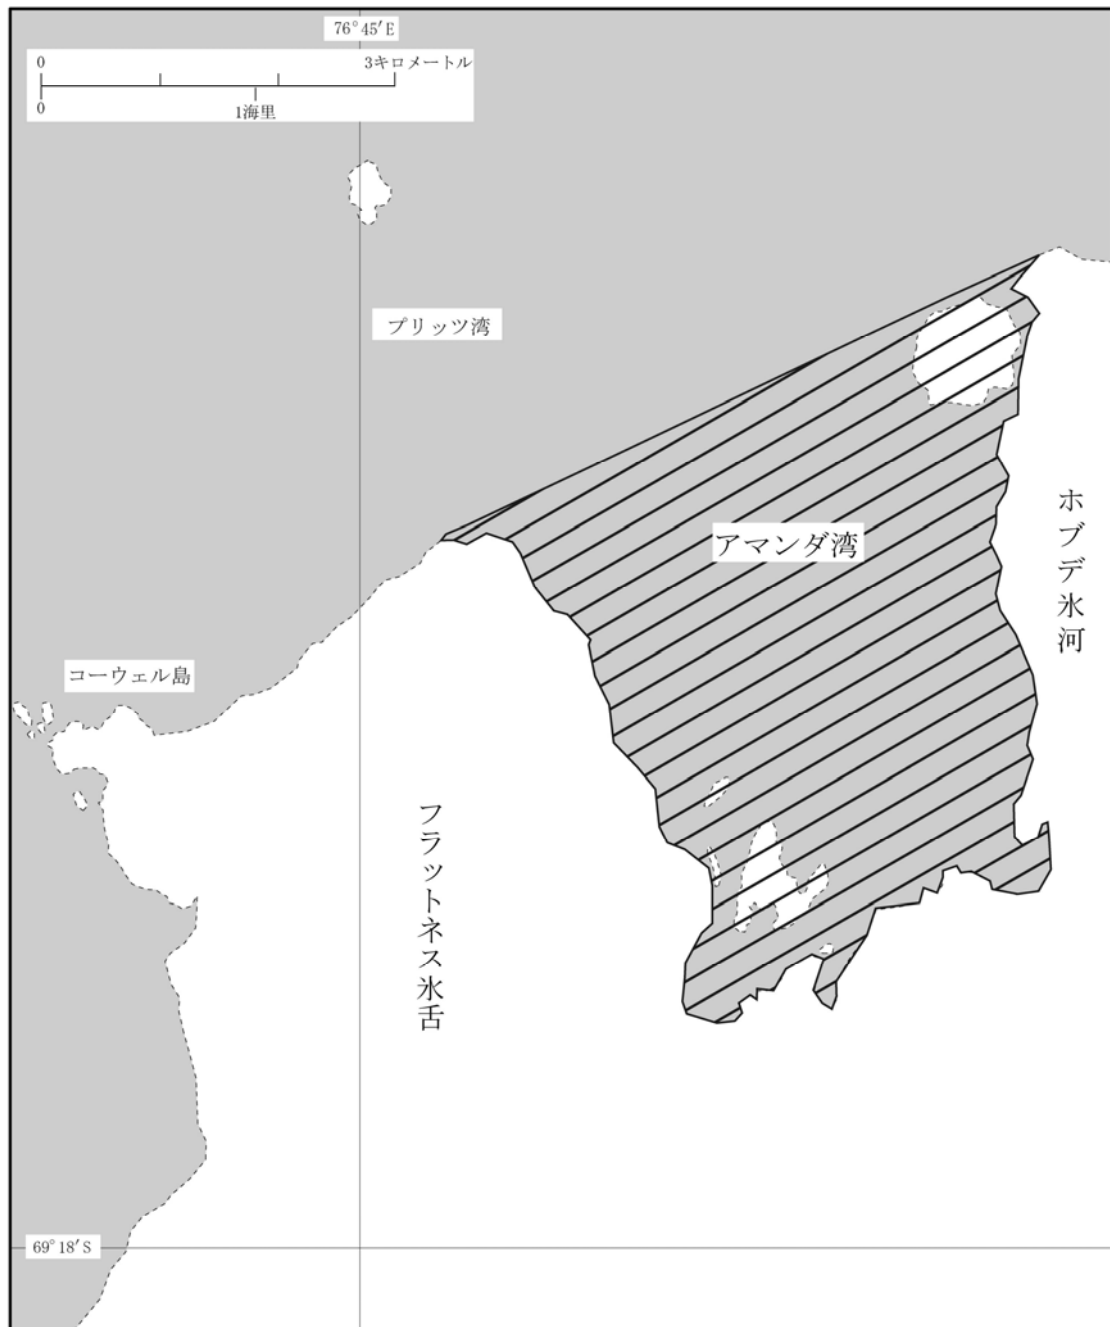 76°45′E
0 3キロメートル
0 1海里
プリッツ湾
アマンダ湾
ホブデ氷河
コーウェル島
フラットネス氷舌
69°18′S